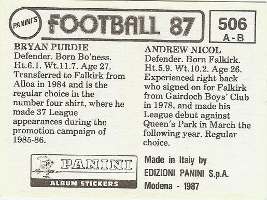 PANINI'S FOOTBALL 87
506
A-B
BRYAN PURDIE
Defender. Born Bo'ness.
Ht.6.1. Wt.11.7. Age 27.
Transferred to Falkirk from
Alloa in 1984 and is the
regular choice in the
number four shirt, where he
made 37 League
appearances during the
promotion campaign of
1985-86.
ANDREW NICOL
Defender. Born Falkirk.
Ht.5.9. Wt.10.2. Age 26.
Experienced right back
who signed on for Falkirk
from Gairdoch Boys' Club
in 1978, and made his
League debut against
Queen's Park in March
the following year. Regular
choice.
PANINI
ALBUM STICKERS
Made in Italy by
EDIZIONI PANINI S.p.A.
Modena - 1987